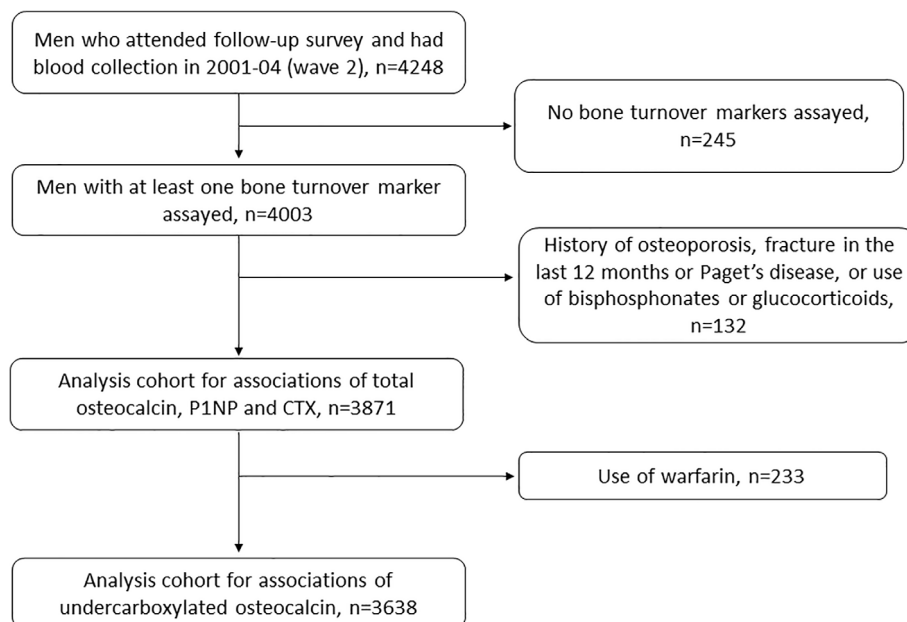 Men who attended follow-up survey and had
blood collection in 2001-04 (wave 2), n=4248
No bone turnover markers assayed,
n=245
Men with at least one bone turnover marker
assayed, n=4003
History of osteoporosis, fracture in the
last 12 months or Paget's disease, or use
of bisphosphonates or glucocorticoids,
n=132
Analysis cohort for associations of total
osteocalcin, P1NP and CTX, n=3871
Use of warfarin, n=233
Analysis cohort for associations of
undercarboxylated osteocalcin, n=3638